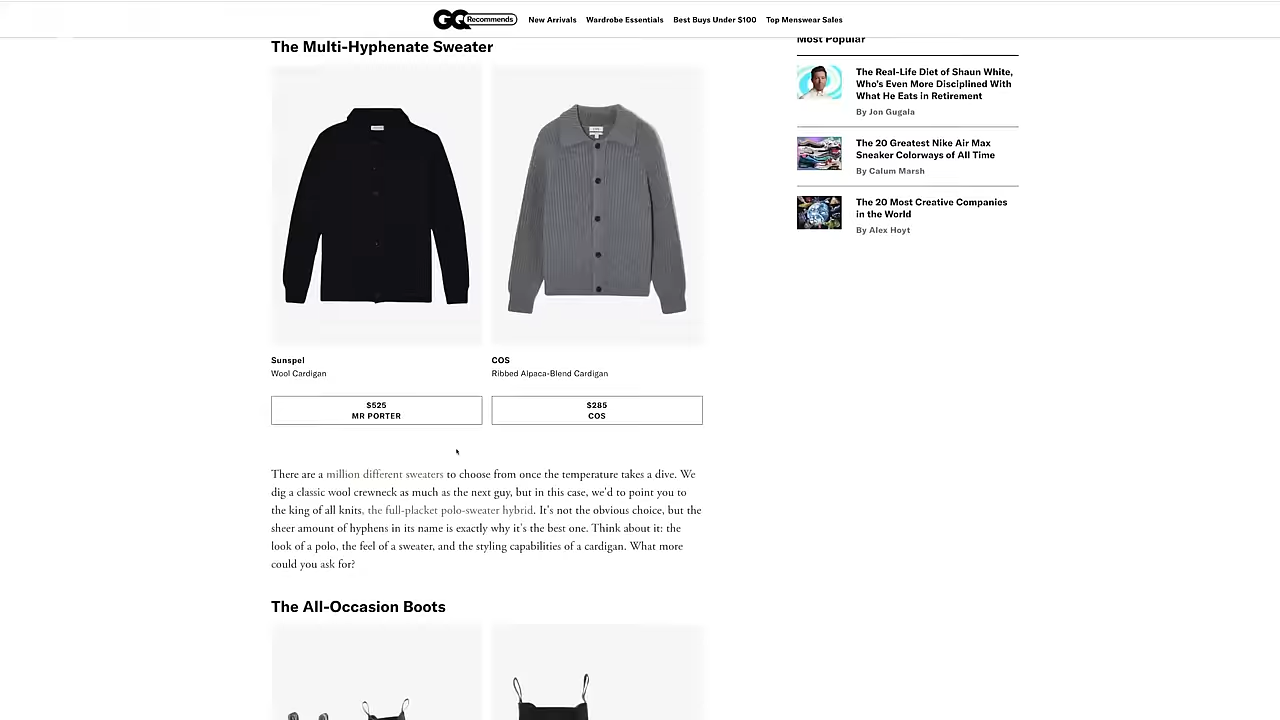 GQ Recommends New Arrivals Wardrobe Essentials Best Buys Under $100 Top Menswear Sales
The Multi-Hyphenate Sweater
Sunspel
Wool Cardigan
$525
MR PORTER
COS
Ribbed Alpaca-Blend Cardigan
$285
COS
There are a million different sweaters to choose from once the temperature takes a dive. We
dig a classic wool crewneck as much as the next guy, but in this case, we'd to point you to
the king of all knits, the full-placket polo-sweater hybrid. It's not the obvious choice, but the
sheer amount of hyphens in its name is exactly why it's the best one. Think about it: the
look of a polo, the feel of a sweater, and the styling capabilities of a cardigan. What more
could you ask for?
The All-Occasion Boots
Most Popular
The Real-Life Diet of Shaun White,
Who's Even More Disciplined With
What He Eats in Retirement
By Jon Gugala
The 20 Greatest Nike Air Max
Sneaker Colorways of All Time
By Calum Marsh
The 20 Most Creative Companies
in the World
By Alex Hoyt